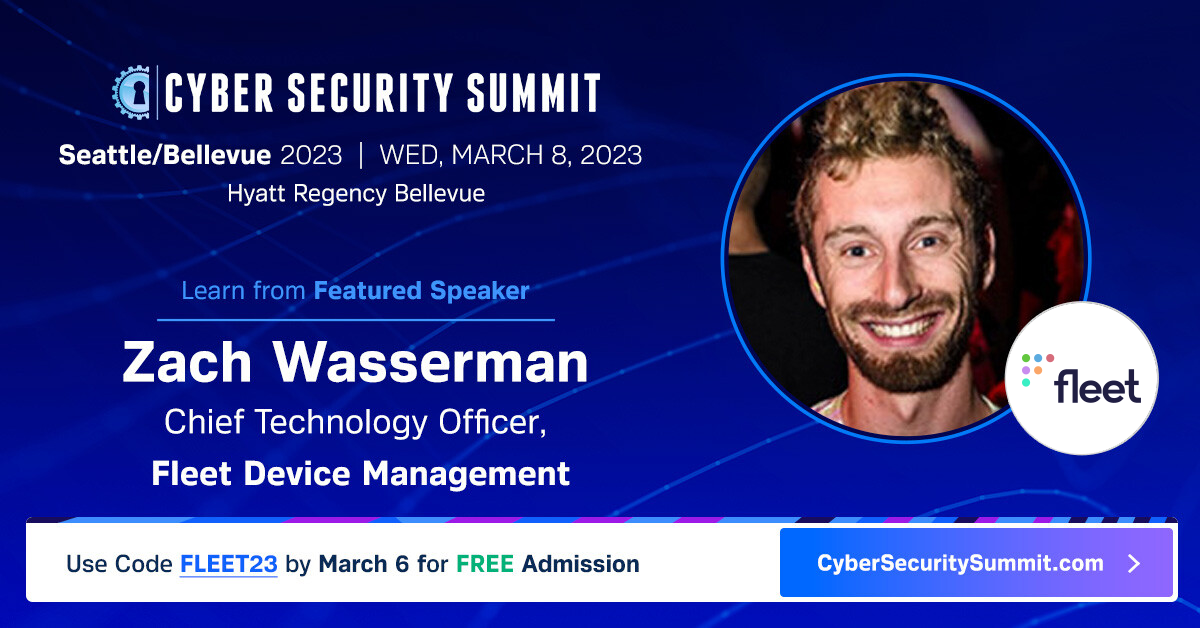 CYBER SECURITY SUMMIT
Seattle/Bellevue 2023 | WED, MARCH 8, 2023
Hyatt Regency Bellevue
Learn from Featured Speaker
Zach Wasserman
Chief Technology Officer,
Fleet Device Management
fleet
Use Code FLEET23 by March 6 for FREE Admission
CyberSecuritySummit.com